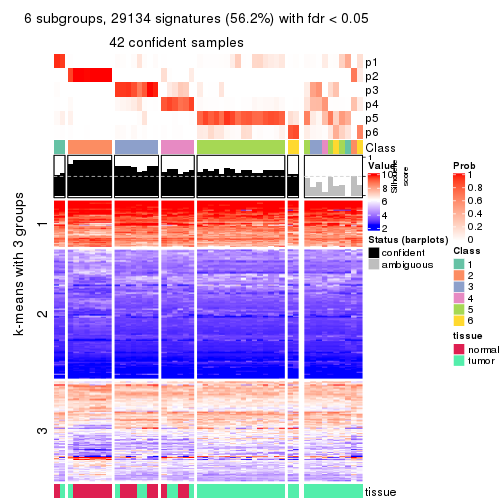 6 subgroups, 29134 signatures (56.2%) with fdr < 0.05
42 confident samples
p1
p2
p3
p4
p5
p6
Class
1
Silhouette score
k-means with 3 groups
1
2
3
tissue
Value
10
8
6
4
2
Status (barplots)
confident
ambiguous
Prob
1
0.8
0.6
0.4
0.2
0
Class
1
2
3
4
5
6
tissue
normal
tumor